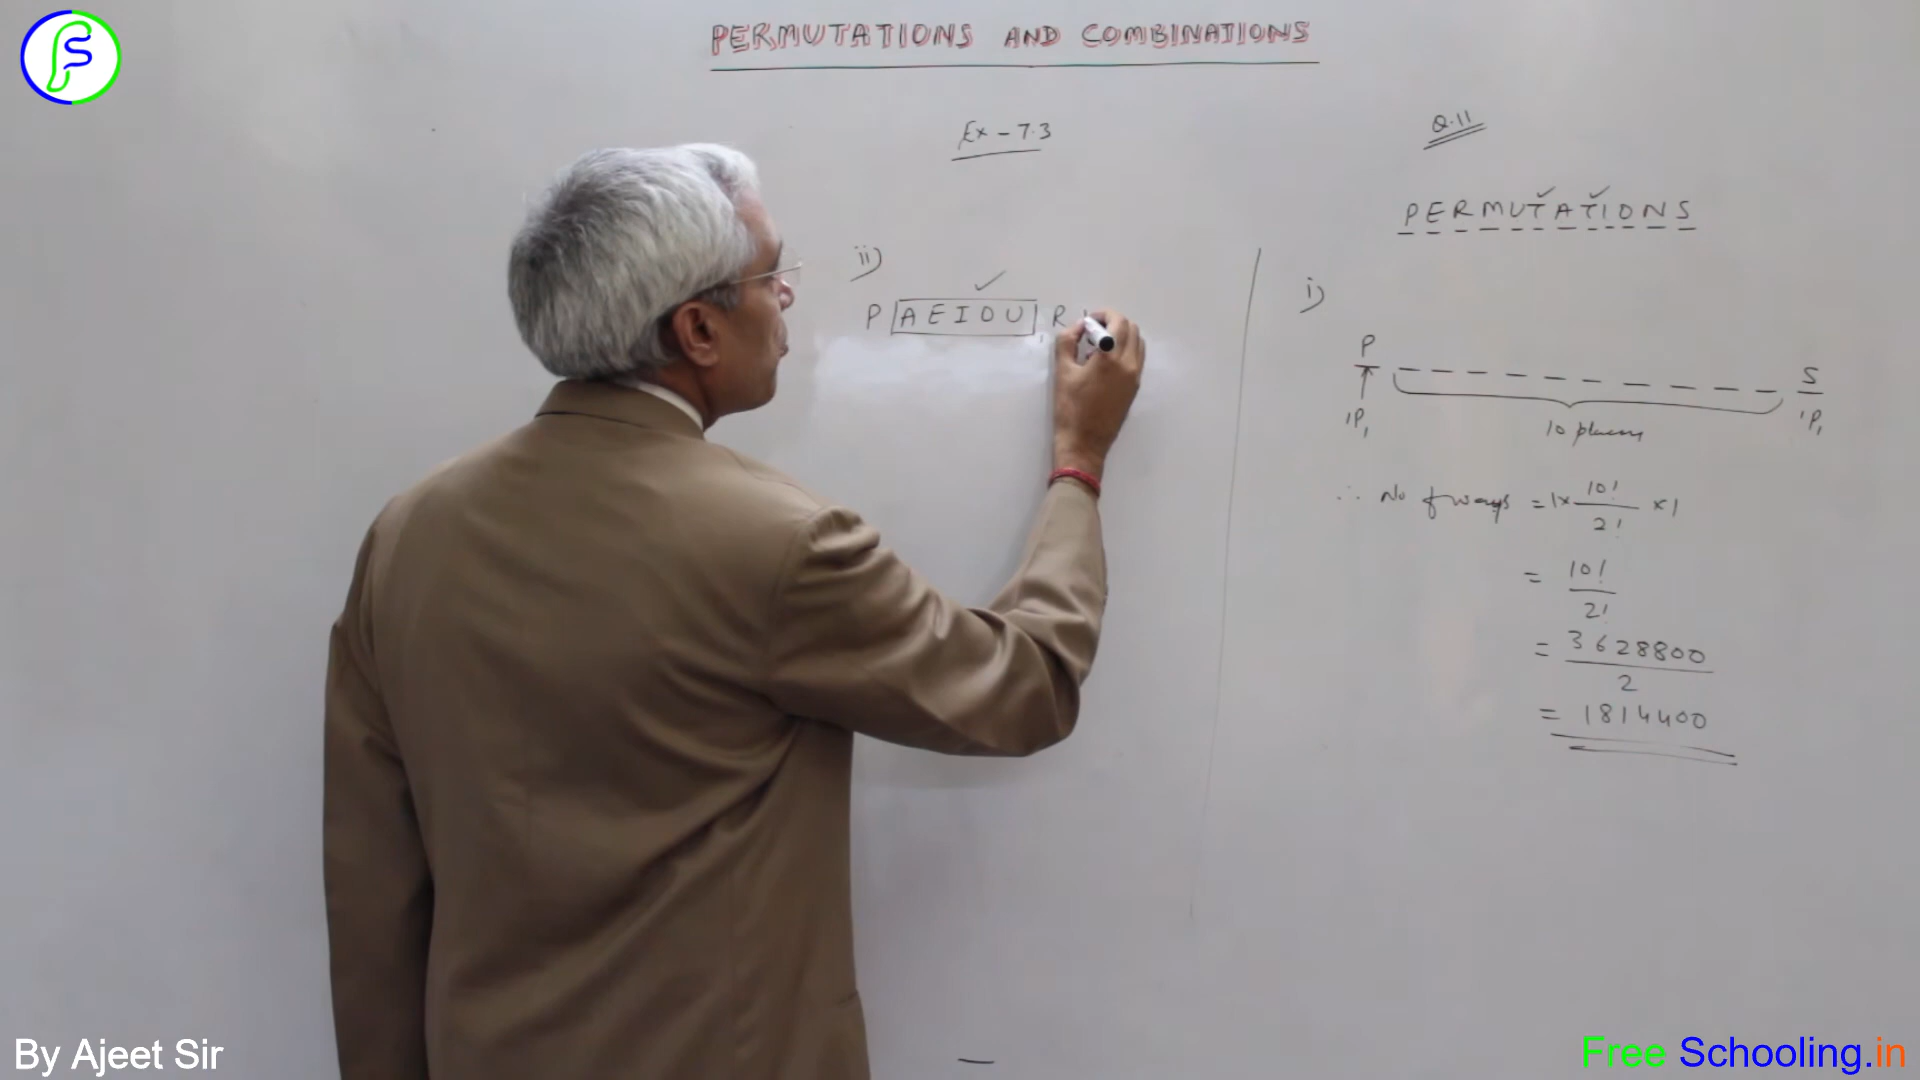 PERMUTATIONS AND COMBINATIONS
Ex - 7.3
Q.11
PERMUTATIONS
ii)
P AEIOU R
i)
P S
1P1 1P1
10 places
∴ No of ways = 1 × 10!/2! × 1
= 10!/2!
= 3628800/2
= 1814400
By Ajeet Sir
Free Schooling.in